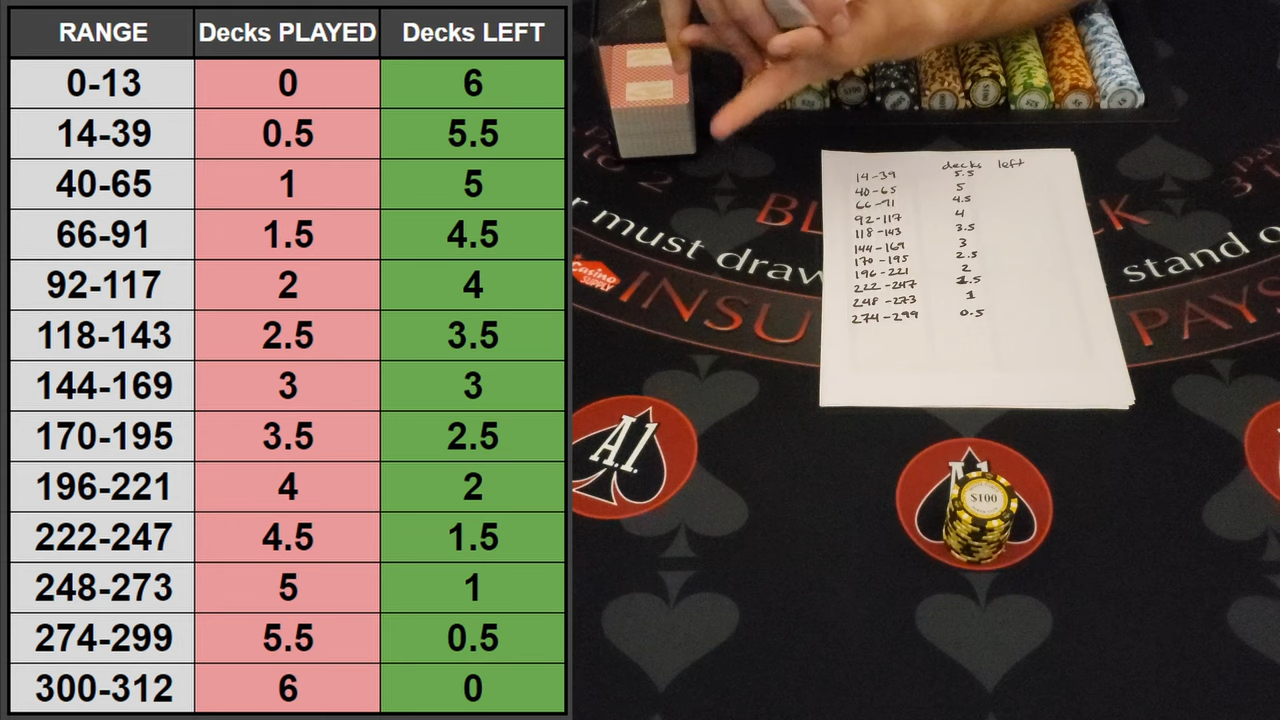 RANGE Decks PLAYED Decks LEFT
0-13 0 6
14-39 0.5 5.5
40-65 1 5
66-91 1.5 4.5
92-117 2 4
118-143 2.5 3.5
144-169 3 3
170-195 3.5 2.5
196-221 4 2
222-247 4.5 1.5
248-273 5 1
274-299 5.5 0.5
300-312 6 0
decks left
14-39 5.5
40-65 5
66-91 4.5
92-117 4
118-143 3.5
144-169 3
170-195 2.5
196-221 2
222-247 1.5
248-273 1
274-299 0.5
to 2
3 to
must draw
stand
Casino
SUPPLY
INSU
PAYS
A.1.
$100